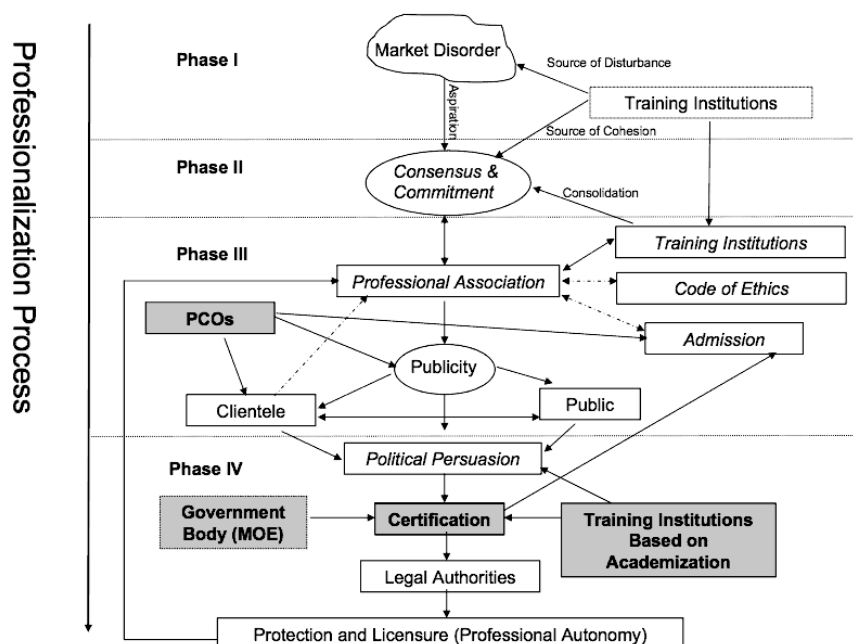 Professionalization Process
Phase I
Market Disorder
Source of Disturbance
Training Institutions
Aspiration
Source of Cohesion
Phase II
Consensus &
Commitment
Consolidation
Phase III
Training Institutions
Professional Association
Code of Ethics
PCOs
Admission
Publicity
Clientele
Public
Phase IV
Political Persuasion
Government
Body (MOE)
Certification
Training Institutions
Based on
Academization
Legal Authorities
Protection and Licensure (Professional Autonomy)